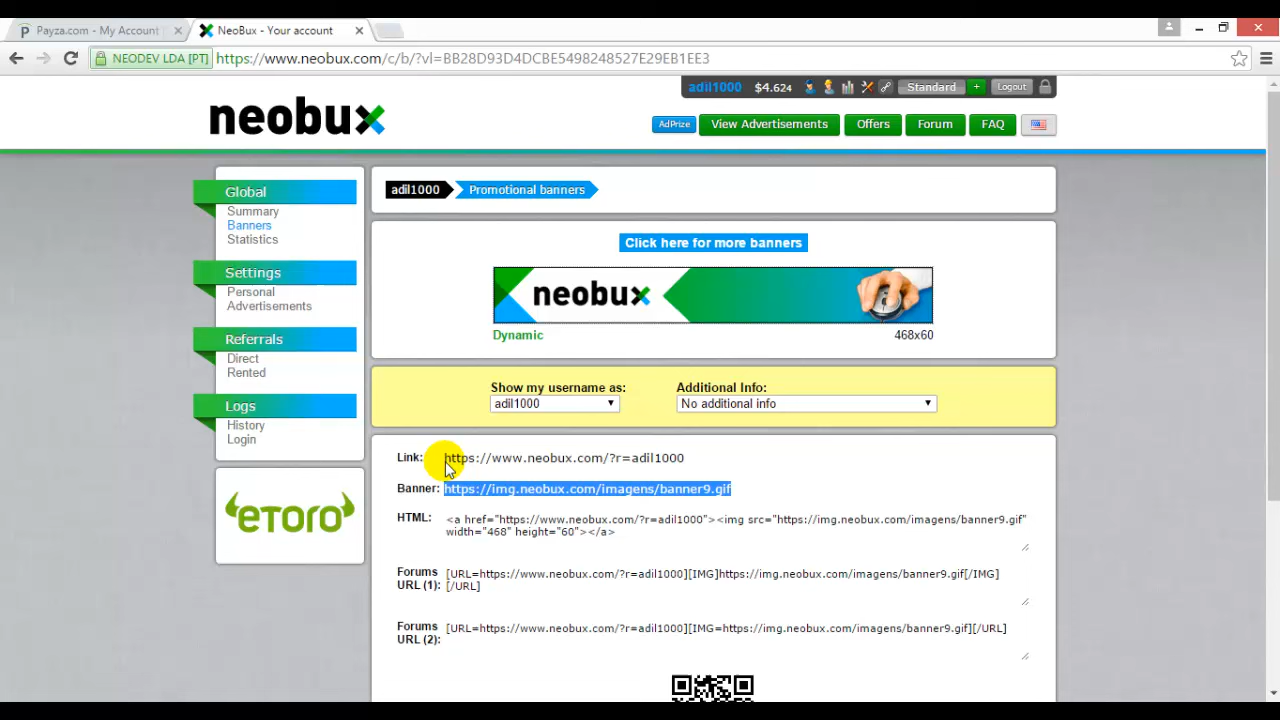 Payza.com - My Account
NeoBux - Your account
NEODEV LDA [PT]
https://www.neobux.com/c/b/?vl=BB28D93D4DCBE5498248527E29EB1EE3
adil1000 $4.624 Standard + Logout
neobux
AdPrize View Advertisements Offers Forum FAQ
Global
Summary
Banners
Statistics
Settings
Personal
Advertisements
Referrals
Direct
Rented
Logs
History
Login
eToro
adil1000 Promotional banners
Click here for more banners
neobux
Dynamic 468x60
Show my username as: Additional Info:
adil1000 No additional info
Link: https://www.neobux.com/?r=adil1000
Banner: https://img.neobux.com/imagens/banner9.gif
HTML: <a href="https://www.neobux.com/?r=adil1000"><img src="https://img.neobux.com/imagens/banner9.gif"
width="468" height="60"></a>
Forums [URL=https://www.neobux.com/?r=adil1000][IMG]https://img.neobux.com/imagens/banner9.gif[/IMG]
URL (1): [/URL]
Forums [URL=https://www.neobux.com/?r=adil1000][IMG=https://img.neobux.com/imagens/banner9.gif][/URL]
URL (2):